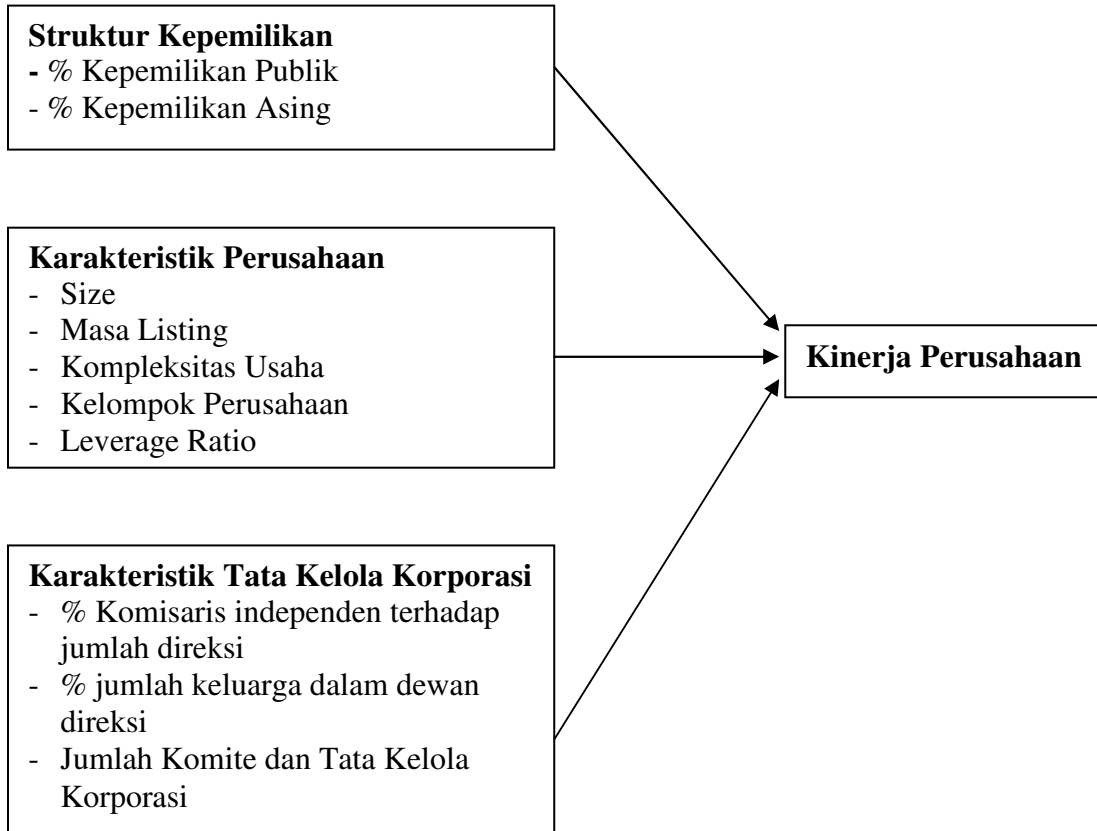 Struktur Kepemilikan
- % Kepemilikan Publik
- % Kepemilikan Asing
Karakteristik Perusahaan
- Size
- Masa Listing
- Kompleksitas Usaha
- Kelompok Perusahaan
- Leverage Ratio
Kinerja Perusahaan
Karakteristik Tata Kelola Korporasi
- % Komisaris independen terhadap
jumlah direksi
- % jumlah keluarga dalam dewan
direksi
- Jumlah Komite dan Tata Kelola
Korporasi